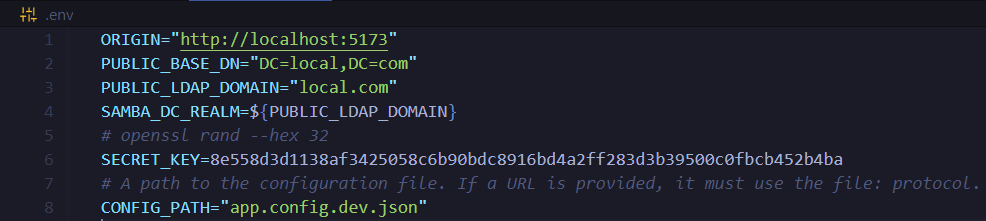 .env
1 ORIGIN="http://localhost:5173"
2 PUBLIC_BASE_DN="DC=local,DC=com"
3 PUBLIC_LDAP_DOMAIN="local.com"
4 SAMBA_DC_REALM=${PUBLIC_LDAP_DOMAIN}
5 # openssl rand --hex 32
6 SECRET_KEY=8e558d3d1138af3425058c6b90bdc8916bd4a2ff283d3b39500c0fbcb452b4ba
7 # A path to the configuration file. If a URL is provided, it must use the file: protocol.
8 CONFIG_PATH="app.config.dev.json"